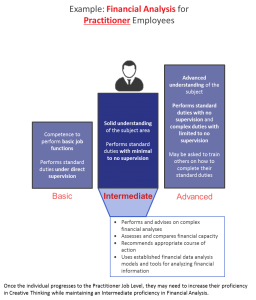 Example: Financial Analysis for
Practitioner Employees
Competence to
perform basic job
functions
Performs standard
duties under direct
supervision
Basic
Solid understanding
of the subject area
Performs standard
duties with minimal
to no supervision
Intermediate
Advanced
understanding of the
subject
Performs standard
duties with no
supervision and
complex duties with
limited to no
supervision
May be asked to train
others on how to
complete their
standard duties
Advanced
• Performs and advises on complex
financial analyses
• Assesses and compares financial capacity
• Recommends appropriate course of
action
• Uses established financial data analysis
models and tools for analyzing financial
information
Once the individual progresses to the Practitioner Job Level, they may need to increase their proficiency
in Creative Thinking while maintaining an Intermediate proficiency in Financial Analysis.